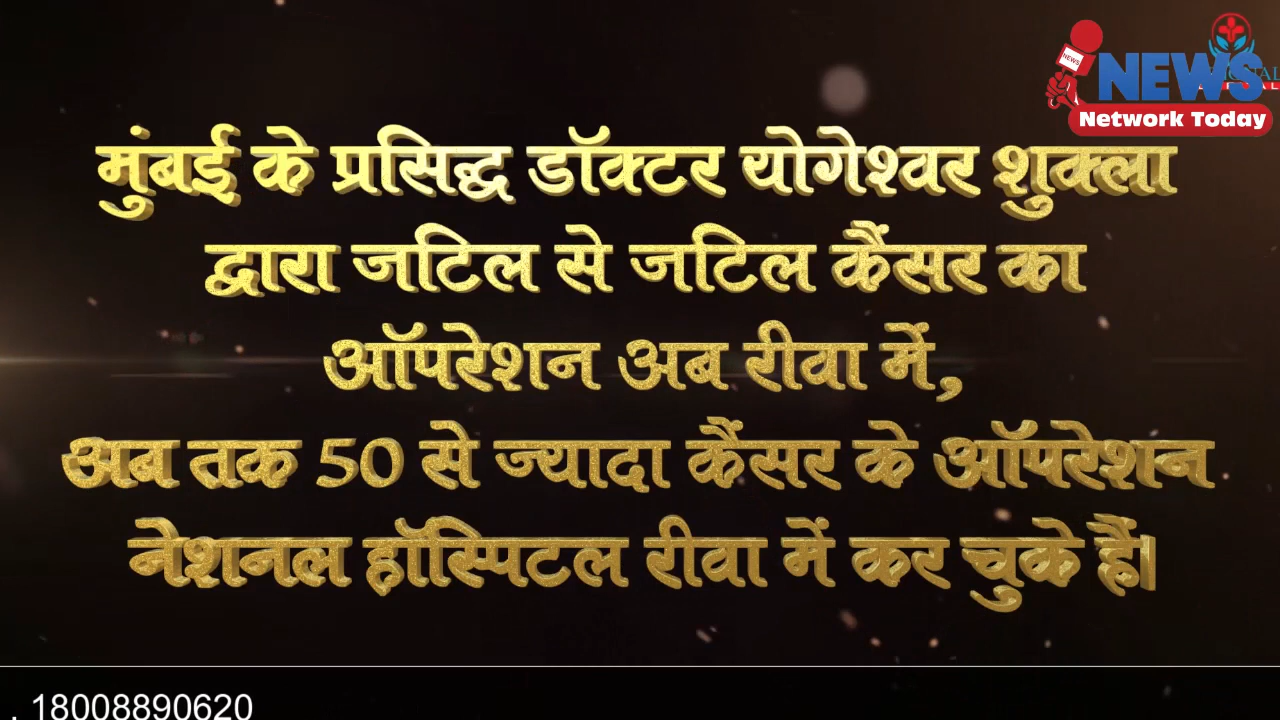 NEWS
NEWS
Network Today
मुंबई के प्रसिद्ध डॉक्टर योगेश्वर शुक्ला
द्वारा जटिल से जटिल कैंसर का
ऑपरेशन अब रीवा में,
अब तक 50 से ज्यादा कैंसर के ऑपरेशन
नेशनल हॉस्पिटल रीवा में कर चुके हैं।
. 18008890620